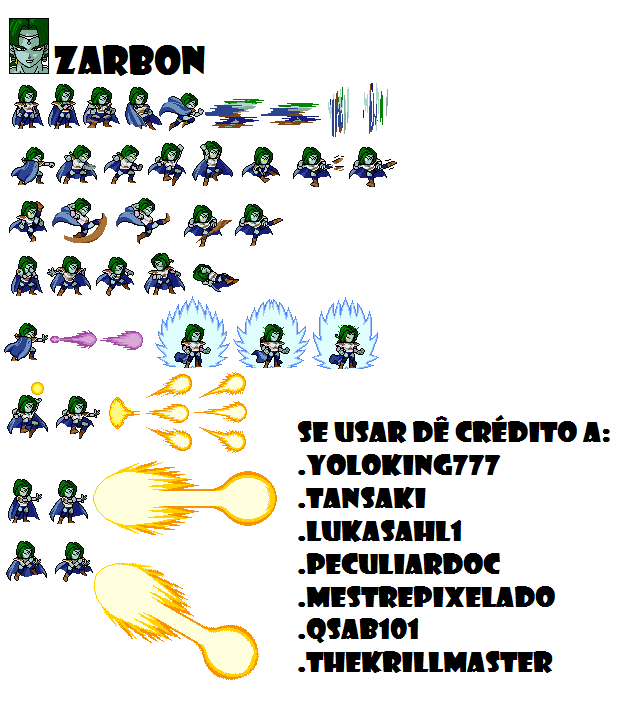 ZARBON
SE USAR DÊ CRÉDITO A:
.YOLOKING777
.TANSAKI
.LUKASAHL1
.PECULIARDOC
.MESTREPIXELADO
.QSAB101
.THEKRILLMASTER